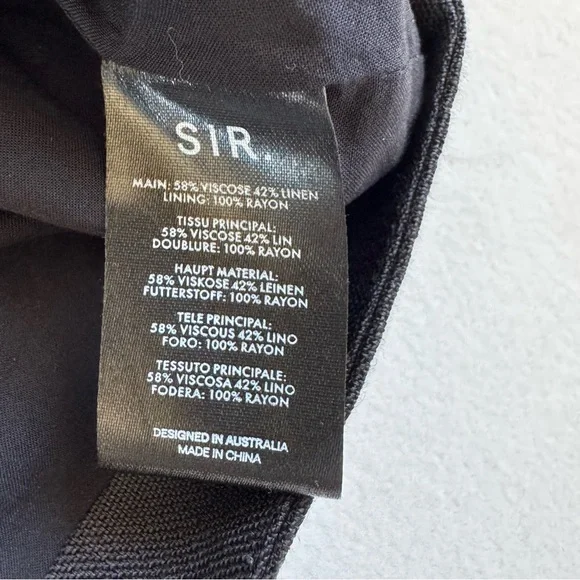 SIR.
MAIN: 58% VISCOSE 42% LINEN
LINING: 100% RAYON
TISSU PRINCIPAL:
58% VISCOSE 42% LIN
DOUBLURE: 100% RAYON
HAUPT MATERIAL:
58% VISKOSE 42% LEINEN
FUTTERSTOFF: 100% RAYON
TELE PRINCIPAL:
58% VISCOUS 42% LINO
FORO: 100% RAYON
TESSUTO PRINCIPALE:
58% VISCOSA 42% LINO
FODERA: 100% RAYON
DESIGNED IN AUSTRALIA
MADE IN CHINA